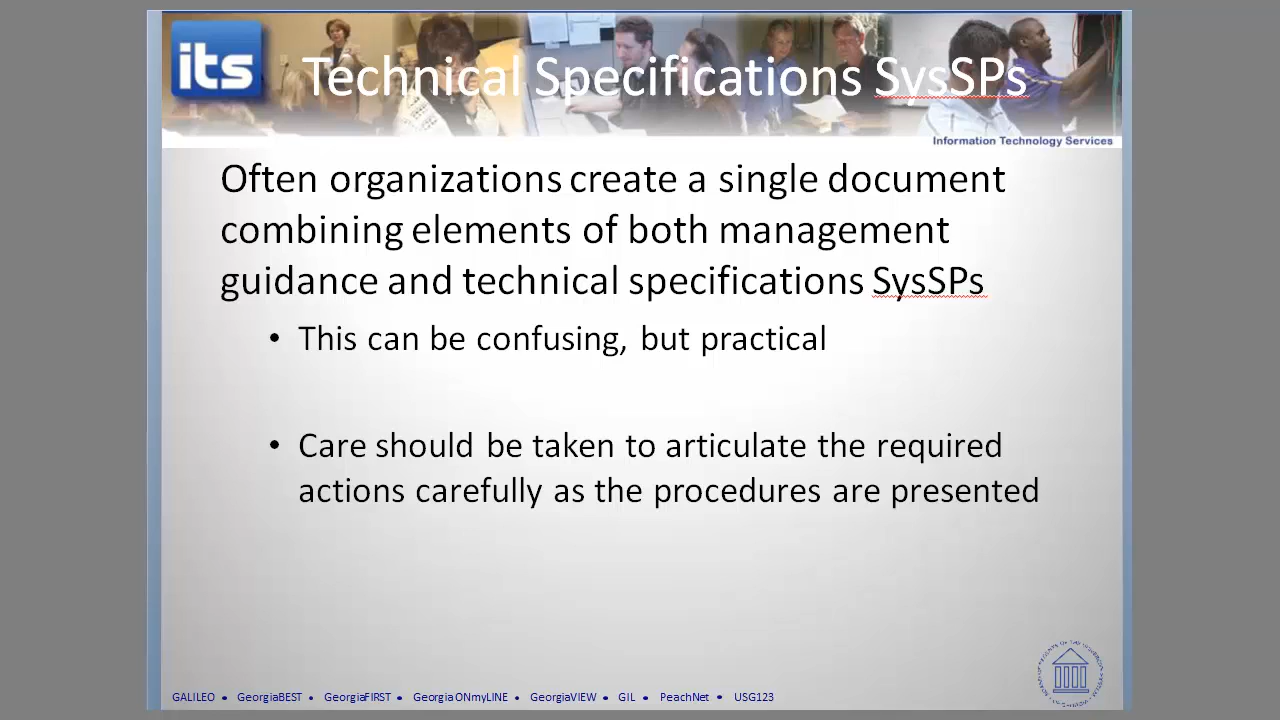 its
Technical Specifications SysSPs
Information Technology Services
Often organizations create a single document
combining elements of both management
guidance and technical specifications SysSPs
• This can be confusing, but practical
• Care should be taken to articulate the required
actions carefully as the procedures are presented
GALILEO • GeorgiaBEST • GeorgiaFIRST • GeorgiaONmyLINE • GeorgiaVIEW • GIL • PeachNet • USG123